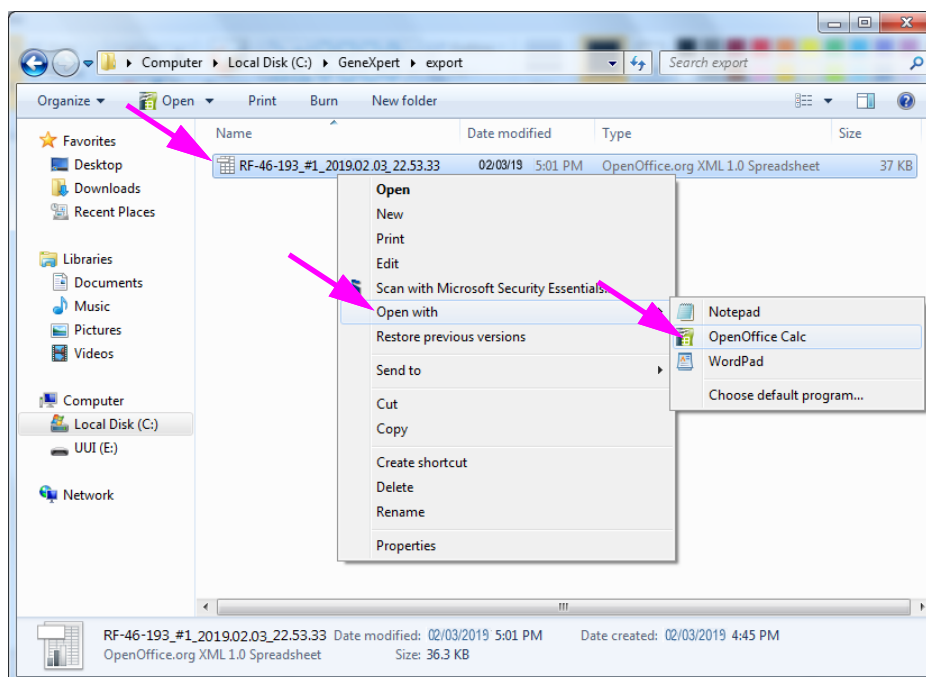 Computer Local Disk (C:) GeneXpert export Search export
Organize Open Print Burn New folder
Name Date modified Type Size
RF-46-193_#1_2019.02.03_22.53.33 02/03/19 5:01 PM OpenOffice.org XML 1.0 Spreadsheet 37 KB
Favorites
Desktop
Downloads
Recent Places
Libraries
Documents
Music
Pictures
Videos
Computer
Local Disk (C:)
UUI (E:)
Network
Open
New
Print
Edit
Scan with Microsoft Security Essentials...
Open with
Restore previous versions
Send to
Cut
Copy
Create shortcut
Delete
Rename
Properties
Notepad
OpenOffice Calc
WordPad
Choose default program...
RF-46-193_#1_2019.02.03_22.53.33 Date modified: 02/03/2019 5:01 PM Date created: 02/03/2019 4:45 PM
OpenOffice.org XML 1.0 Spreadsheet Size: 36.3 KB